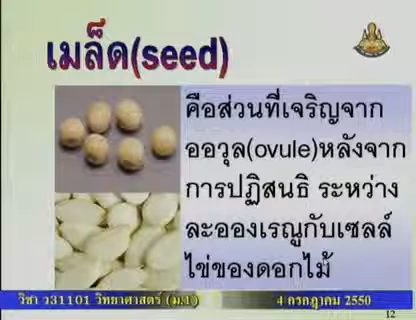 เมล็ด(seed)
คือส่วนที่เจริญจาก
ออวุล(ovule)หลังจาก
การปฏิสนธิ ระหว่าง
ละอองเรณูกับเซลล์
ไข่ของดอกไม้
วิชา ว31101 วิทยาศาสตร์ (ม.1) 4 กรกฎาคม 2550
12